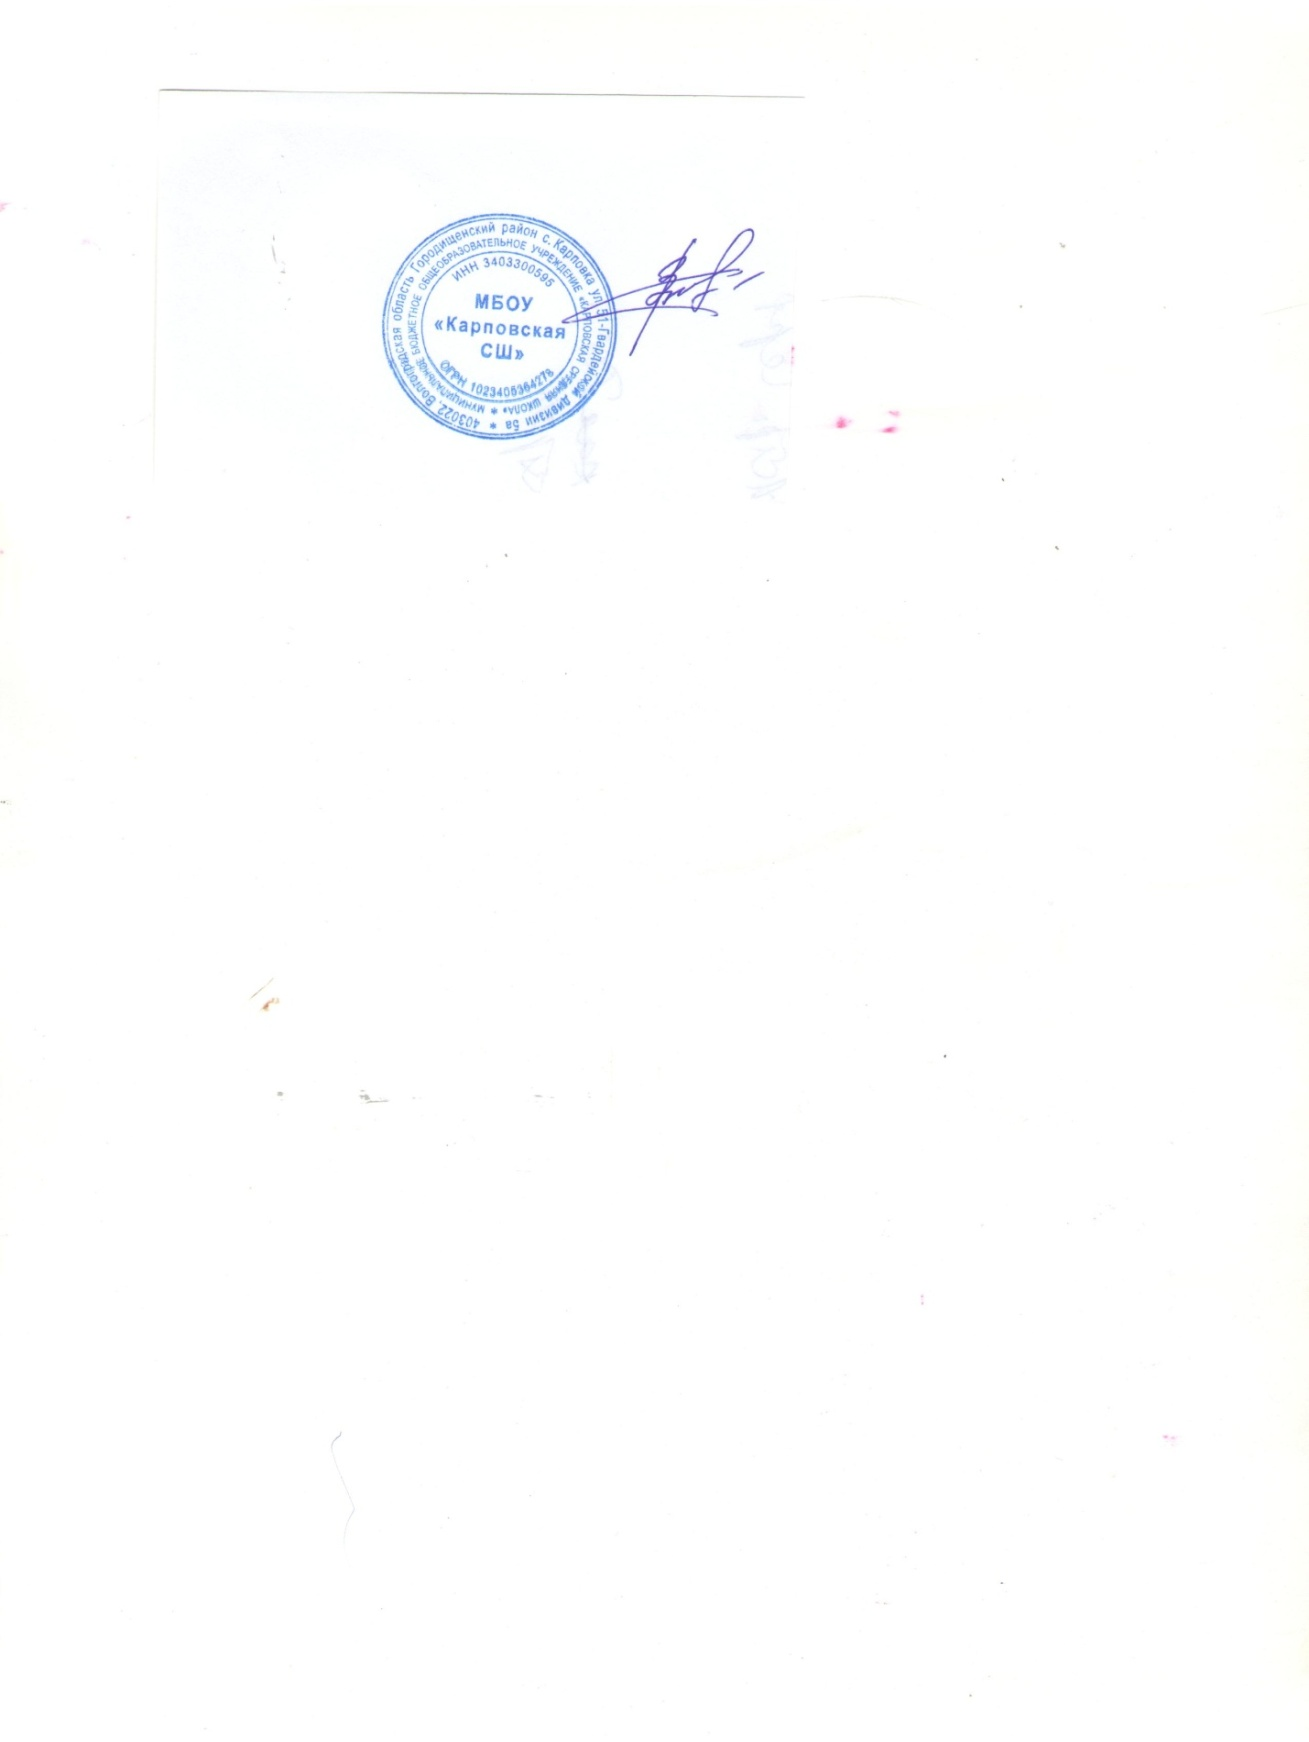 403022, Волгоградская область Городищенский район с. Карповка ул. 51-Гвардейской дивизии 5а *
МУНИЦИПАЛЬНОЕ БЮДЖЕТНОЕ ОБЩЕОБРАЗОВАТЕЛЬНОЕ УЧРЕЖДЕНИЕ «КАРПОВСКАЯ СРЕДНЯЯ ШКОЛА» *
ИНН 3403300595
МБОУ
«Карповская
СШ»
ОГРН 1023405364278